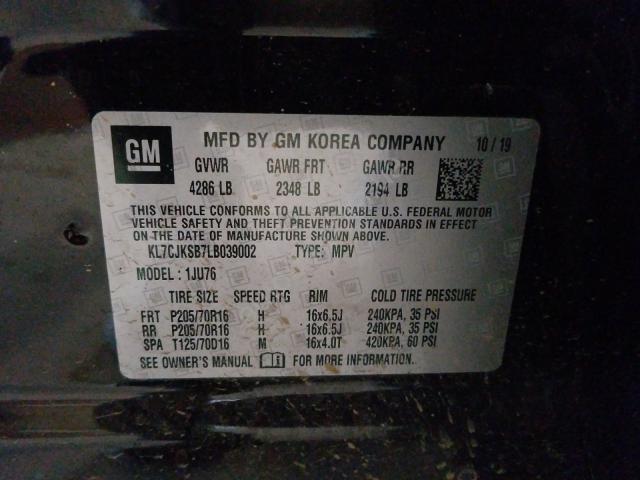 GM
MFD BY GM KOREA COMPANY 10/19
GVWR GAWR FRT GAWR RR
4286 LB 2348 LB 2194 LB
THIS VEHICLE CONFORMS TO ALL APPLICABLE U.S. FEDERAL MOTOR
VEHICLE SAFETY AND THEFT PREVENTION STANDARDS IN EFFECT
ON THE DATE OF MANUFACTURE SHOWN ABOVE.
KL7CJKSB7LB039002 TYPE: MPV
MODEL: 1JU76
TIRE SIZE SPEED RTG RIM COLD TIRE PRESSURE
FRT P205/70R16 H 16x6.5J 240KPA, 35 PSI
RR P205/70R16 H 16x6.5J 240KPA, 35 PSI
SPA T125/70D16 M 16x4.0T 420KPA, 60 PSI
SEE OWNER'S MANUAL FOR MORE INFORMATION.